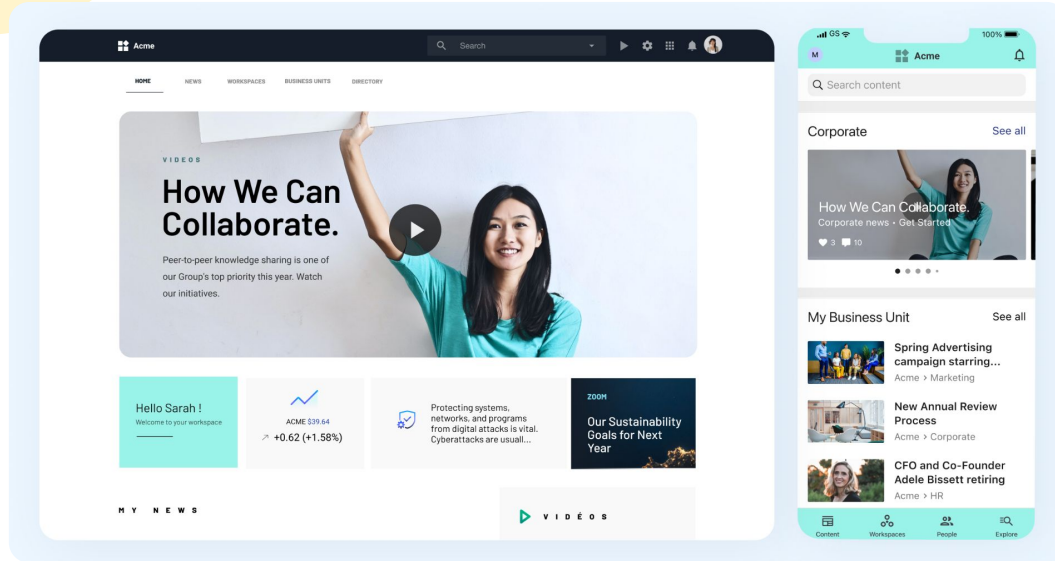 Acme
Search
HOME NEWS WORKSPACES BUSINESS UNITS DIRECTORY
VIDEOS
How We Can
Collaborate.
Peer-to-peer knowledge sharing is one of
our Group's top priority this year. Watch
our initiatives.
Hello Sarah !
Welcome to your workspace
ACME $39.64
+0.62 (+1.58%)
Protecting systems,
networks, and programs
from digital attacks is vital.
Cyberattacks are usuall...
ZOOM
Our Sustainability
Goals for Next
Year
MY NEWS
VIDÉOS
GS 100%
M
Acme
Search content
Corporate See all
How We Can Collaborate.
Corporate news • Get Started
3 10
My Business Unit See all
Spring Advertising
campaign starring...
Acme > Marketing
New Annual Review
Process
Acme > Corporate
CFO and Co-Founder
Adele Bissett retiring
Acme > HR
Content Workspaces People Explore